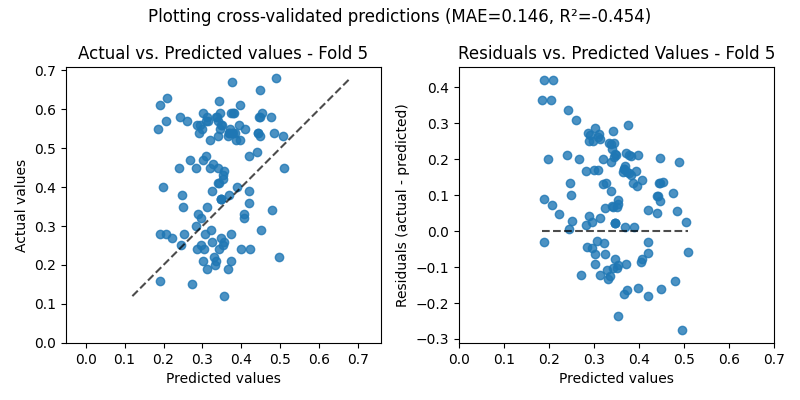 Plotting cross-validated predictions (MAE=0.146, R²=-0.454)
Actual vs. Predicted values - Fold 5
Actual values
0.7
0.6
0.5
0.4
0.3
0.2
0.1
0.0
0.0 0.1 0.2 0.3 0.4 0.5 0.6 0.7
Predicted values
Residuals vs. Predicted Values - Fold 5
Residuals (actual - predicted)
0.4
0.3
0.2
0.1
0.0
−0.1
−0.2
−0.3
0.0 0.1 0.2 0.3 0.4 0.5 0.6 0.7
Predicted values